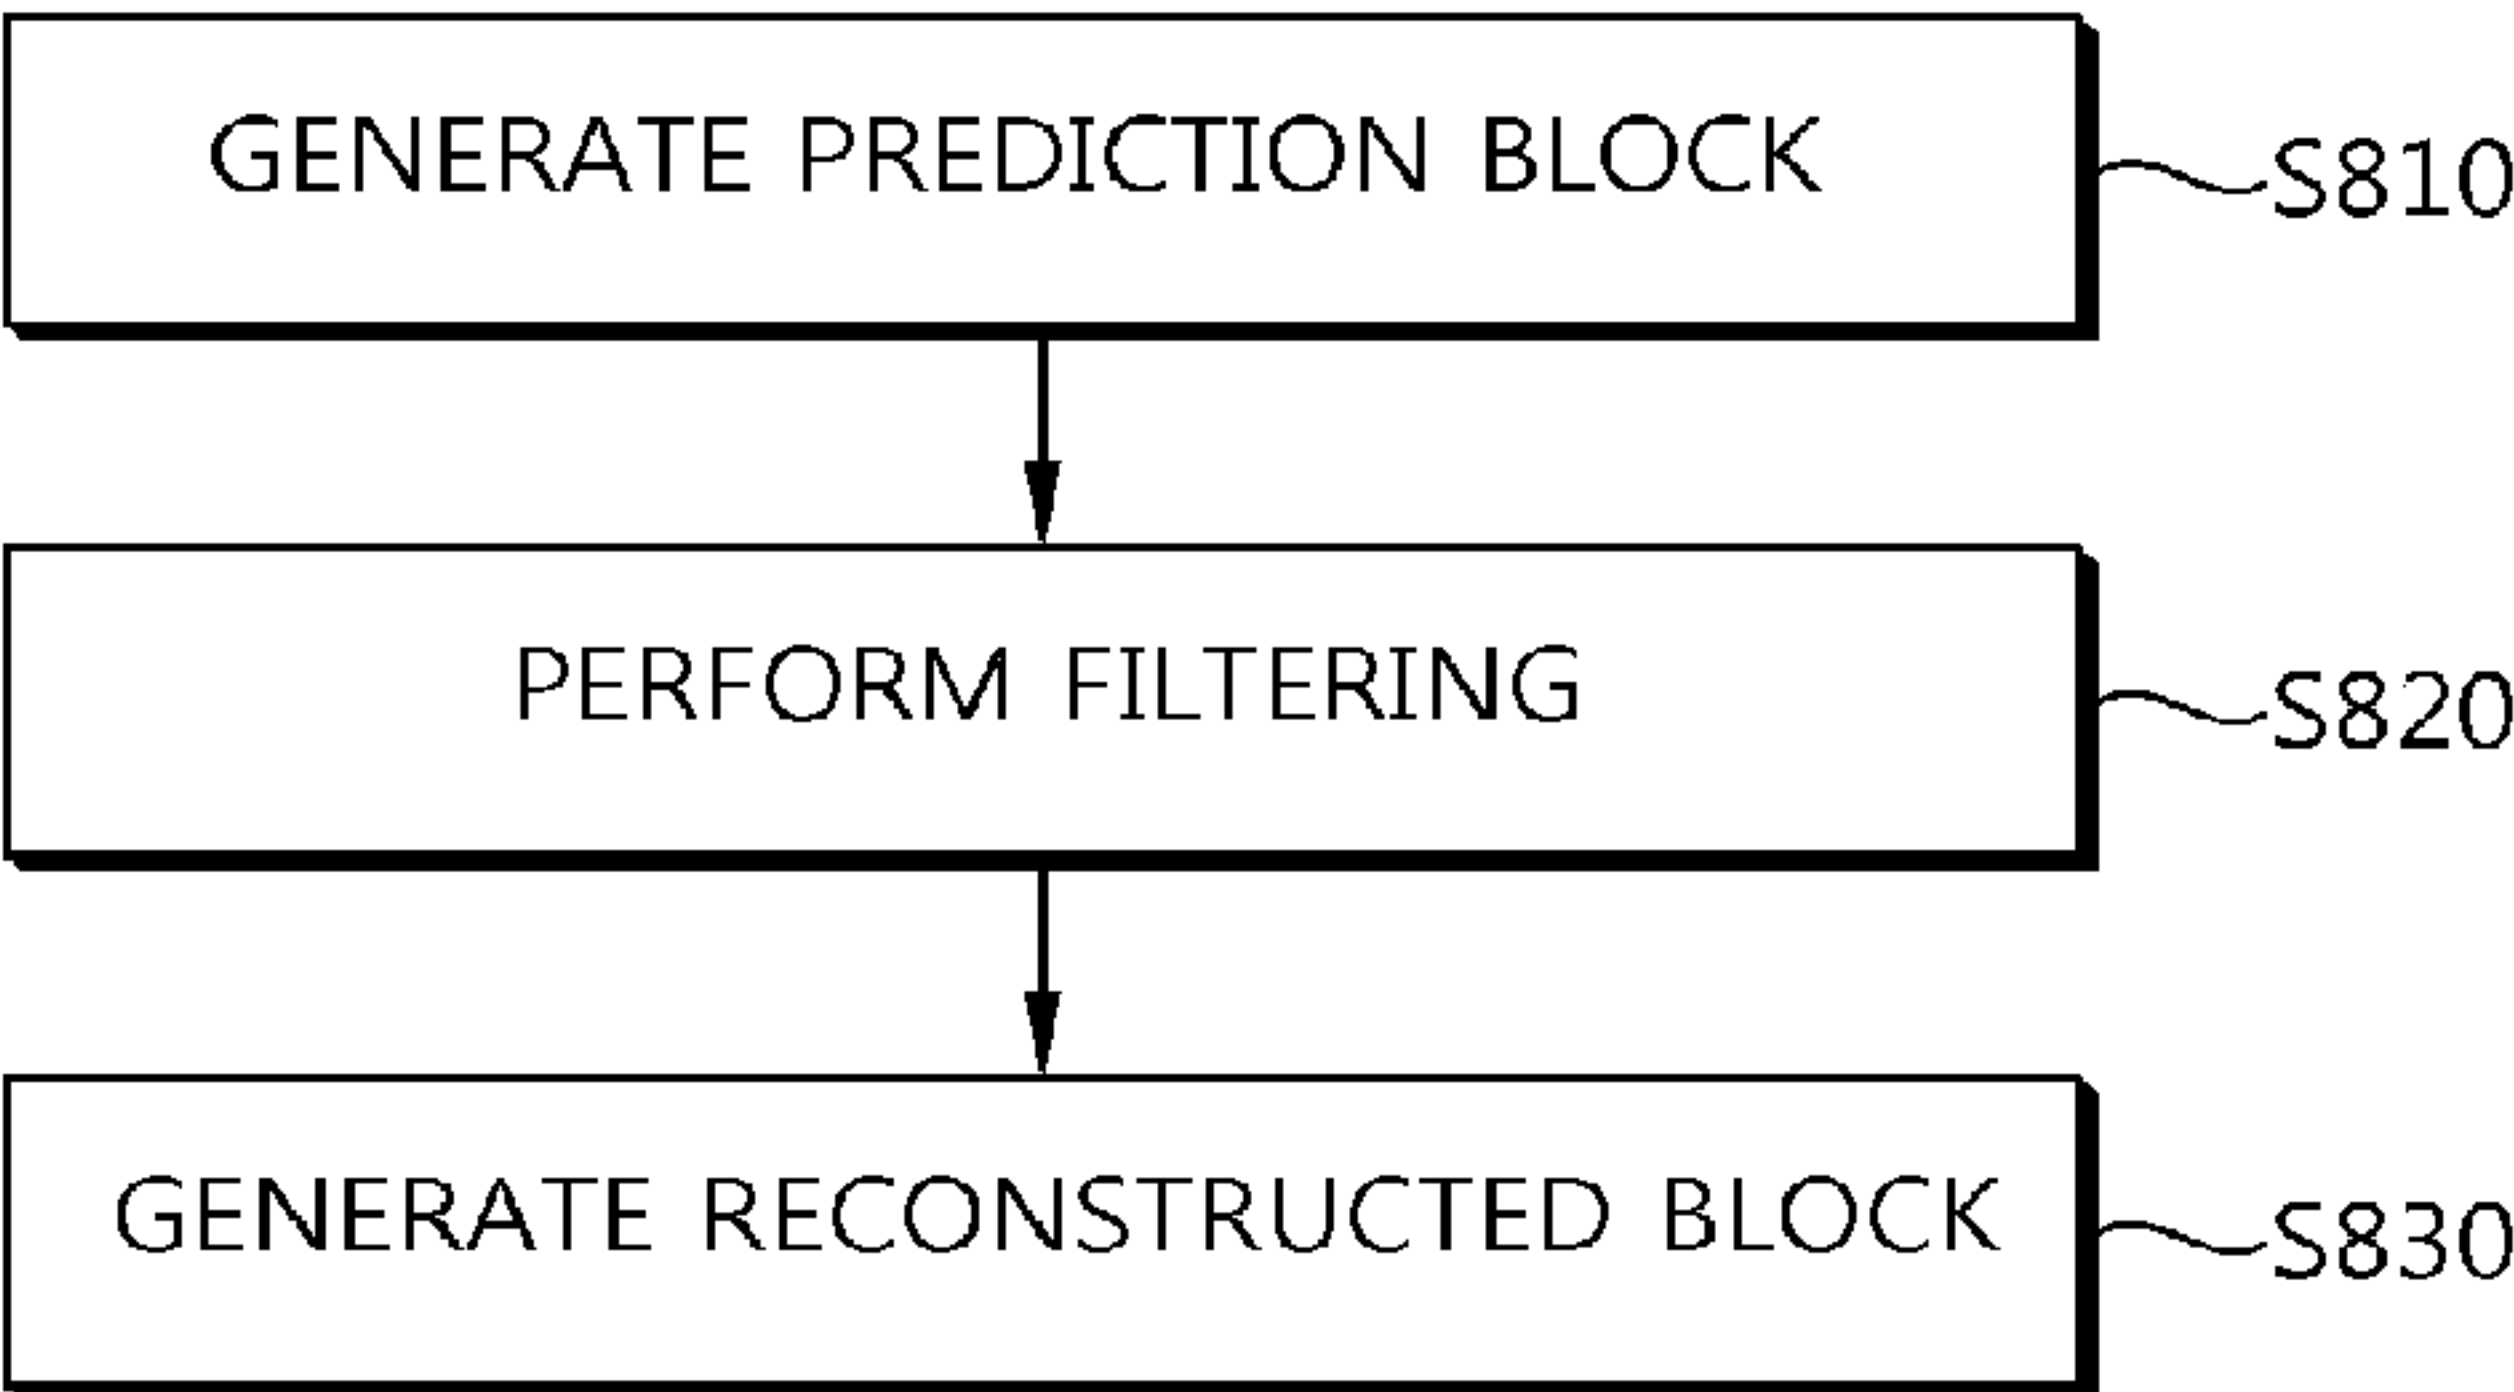 GENERATE PREDICTION BLOCK
S810
PERFORM FILTERING
S820
GENERATE RECONSTRUCTED BLOCK
S830